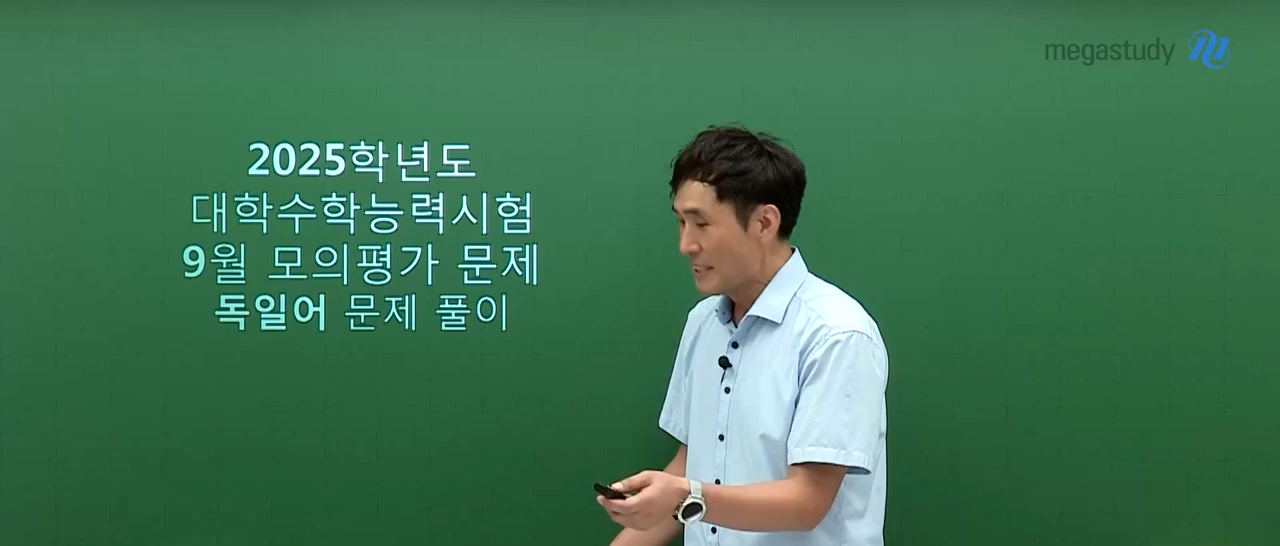 megastudy
2025학년도
대학수학능력시험
9월 모의평가 문제
독일어 문제 풀이